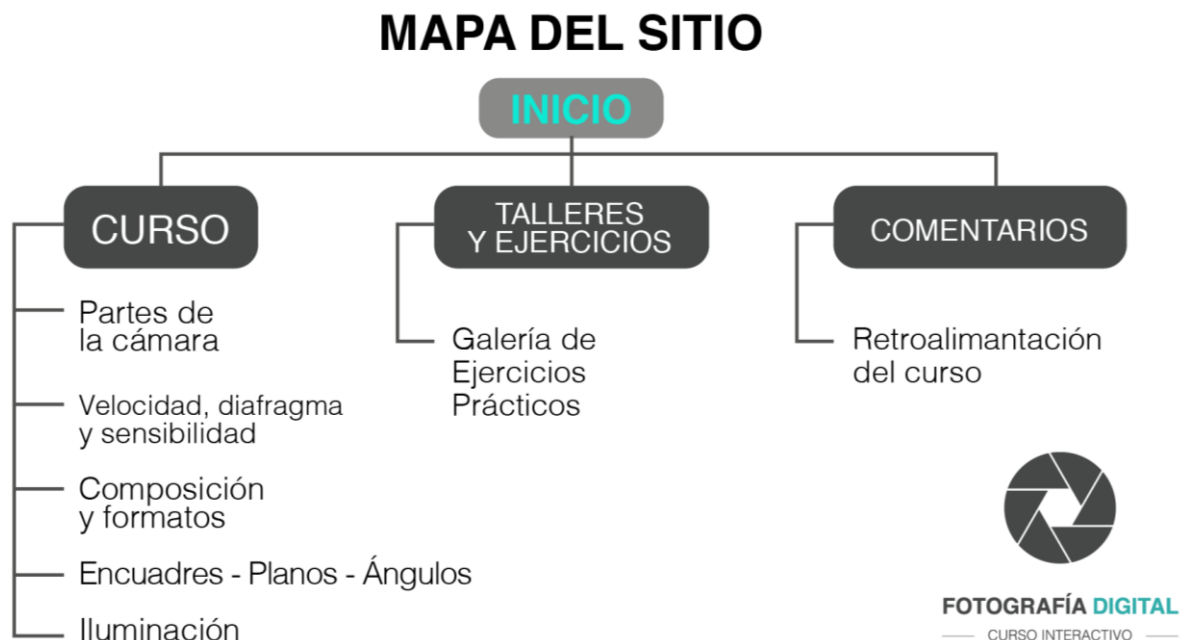 MAPA DEL SITIO
INICIO
CURSO
Partes de
la cámara
Velocidad, diafragma
y sensibilidad
Composición
y formatos
Encuadres - Planos - Ángulos
Iluminación
TALLERES
Y EJERCICIOS
Galería de
Ejercicios
Prácticos
COMENTARIOS
Retroalimantación
del curso
FOTOGRAFÍA DIGITAL
CURSO INTERACTIVO